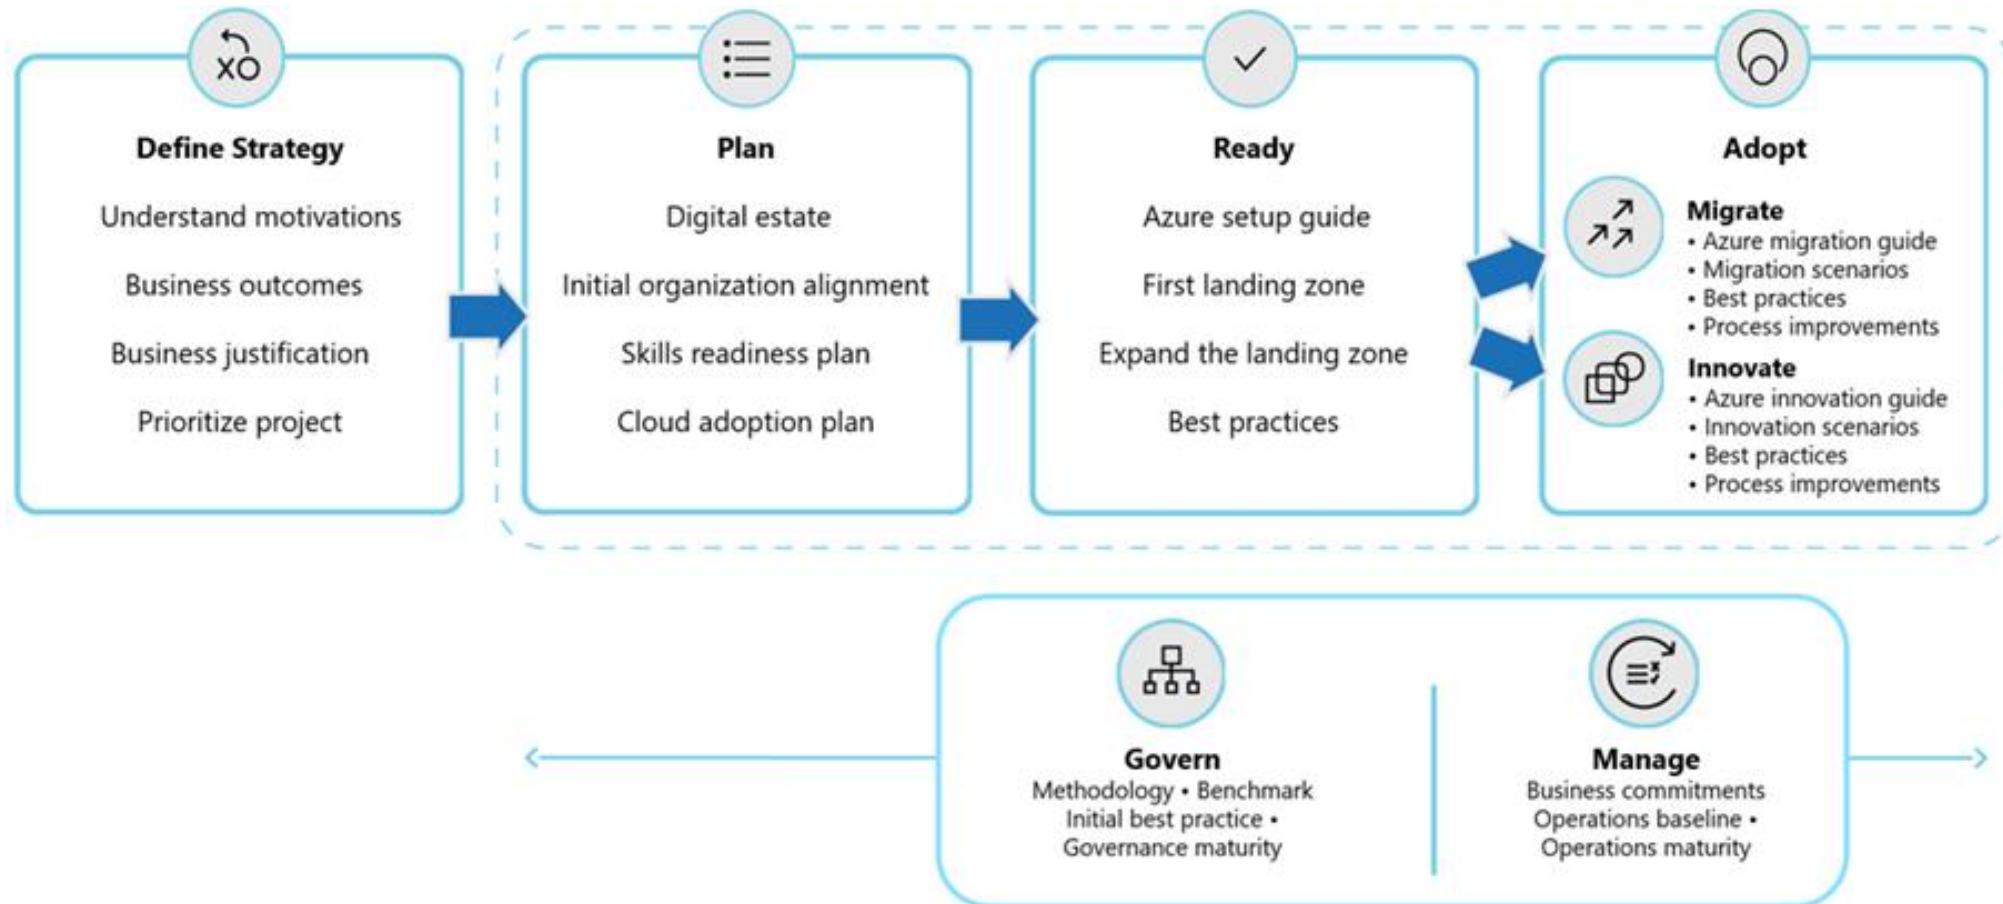 Define Strategy
Understand motivations
Business outcomes
Business justification
Prioritize project
Plan
Digital estate
Initial organization alignment
Skills readiness plan
Cloud adoption plan
Ready
Azure setup guide
First landing zone
Expand the landing zone
Best practices
Adopt
Migrate
• Azure migration guide
• Migration scenarios
• Best practices
• Process improvements
Innovate
• Azure innovation guide
• Innovation scenarios
• Best practices
• Process improvements
Govern
Methodology • Benchmark
Initial best practice •
Governance maturity
Manage
Business commitments
Operations baseline •
Operations maturity